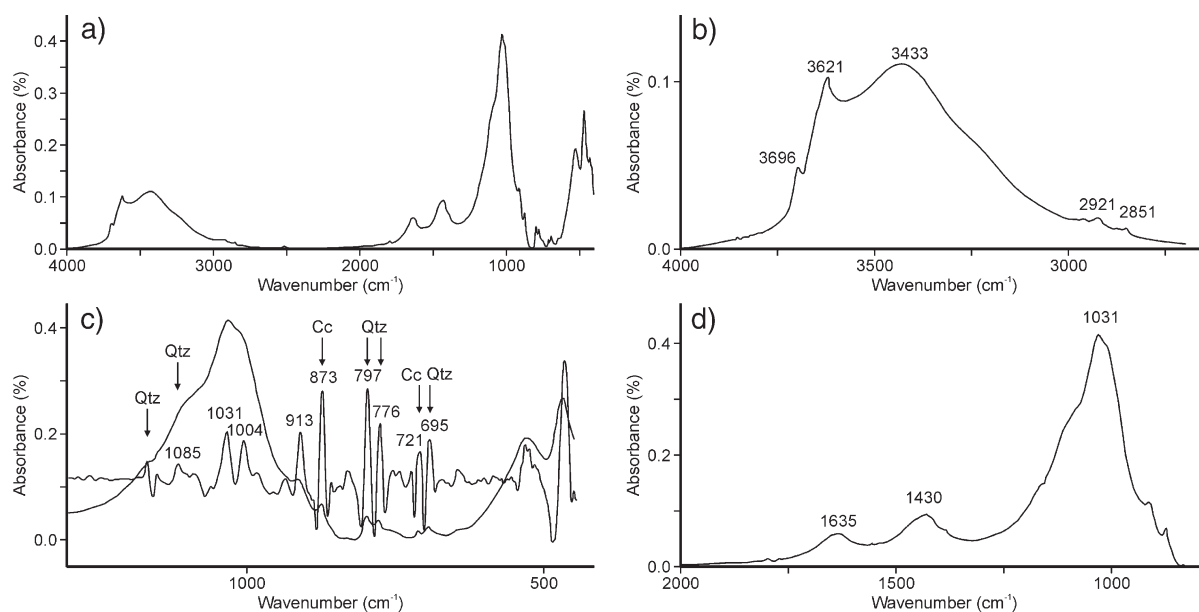 a)
Absorbance (%)
0.4
0.3
0.2
0.1
0.0
4000 3000 2000 1000
Wavenumber (cm⁻¹)
b)
Absorbance (%)
0.1
0.0
3696
3621
3433
2921
2851
4000 3500 3000
Wavenumber (cm⁻¹)
c)
Absorbance (%)
0.4
0.2
0.0
Qtz
Qtz
Cc
Qtz
Cc Qtz
1085
1031
1004
913
873
797
776
721
695
1000 500
Wavenumber (cm⁻¹)
d)
Absorbance (%)
0.4
0.2
0.0
1635
1430
1031
2000 1500 1000
Wavenumber (cm⁻¹)